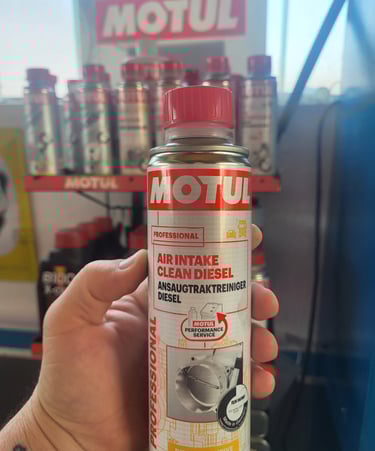 MOTUL
MOTUL
MOTUL
PROFESSIONAL
AIR INTAKE
CLEAN DIESEL
ANSAUGTRAKTREINIGER
DIESEL
MOTUL
PERFORMANCE
SERVICE
PROFESSIONAL